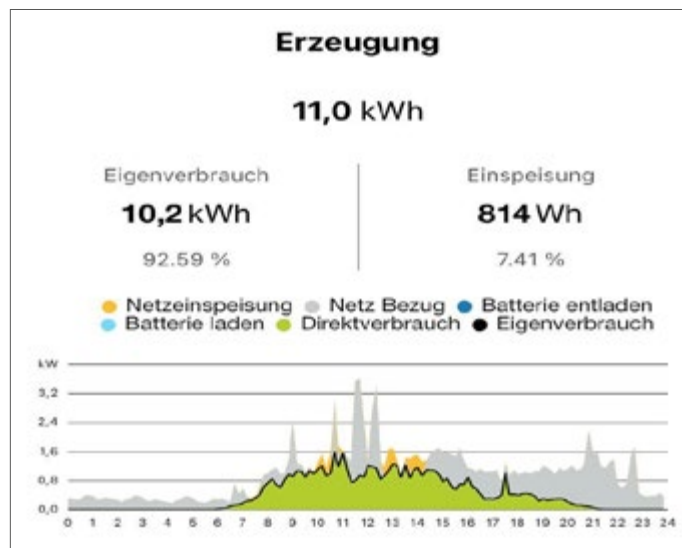 Erzeugung
11,0 kWh
Eigenverbrauch
10,2 kWh
92.59 %
Einspeisung
814 Wh
7.41 %
Netzeinspeisung Netz Bezug Batterie entladen
Batterie laden Direktverbrauch Eigenverbrauch
kW
3,2
2,4
1,6
0,8
0,0
0 1 2 3 4 5 6 7 8 9 10 11 12 13 14 15 16 17 18 19 20 21 22 23 24